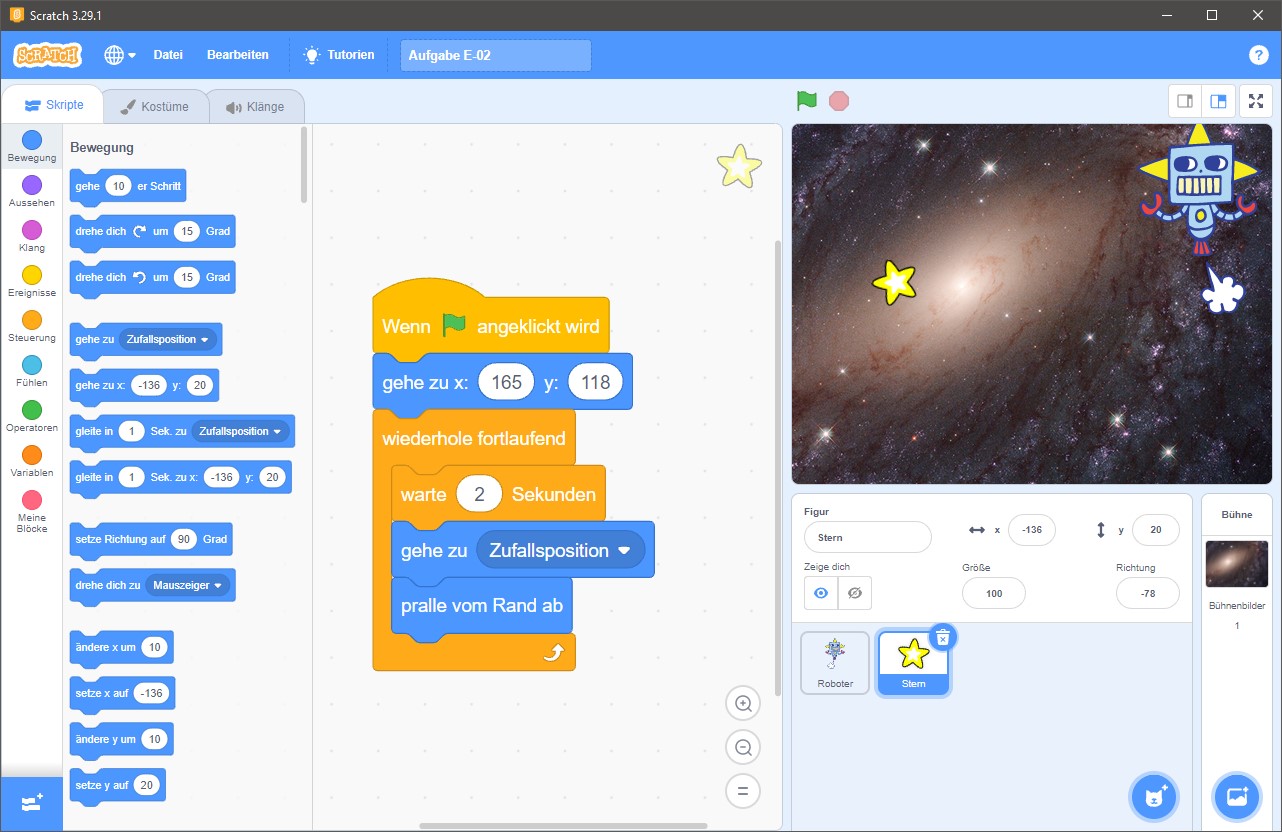 Scratch 3.29.1
SCRATCH
Datei
Bearbeiten
Tutorien
Aufgabe E-02
?
Skripte
Kostüme
Klänge
Bewegung
Aussehen
Klang
Ereignisse
Steuerung
Fühlen
Operatoren
Variablen
Meine
Blöcke
Bewegung
gehe 10 er Schritt
drehe dich um 15 Grad
drehe dich um 15 Grad
gehe zu Zufallsposition
gehe zu x: -136 y: 20
gleite in 1 Sek. zu Zufallsposition
gleite in 1 Sek. zu x: -136 y: 20
setze Richtung auf 90 Grad
drehe dich zu Mauszeiger
ändere x um 10
setze x auf -136
ändere y um 10
setze y auf 20
Wenn angeklickt wird
gehe zu x: 165 y: 118
wiederhole fortlaufend
warte 2 Sekunden
gehe zu Zufallsposition
pralle vom Rand ab
Figur
Stern
x -136
y 20
Zeige dich
Größe
100
Richtung
-78
Roboter
Stern
Bühne
Bühnenbilder
1